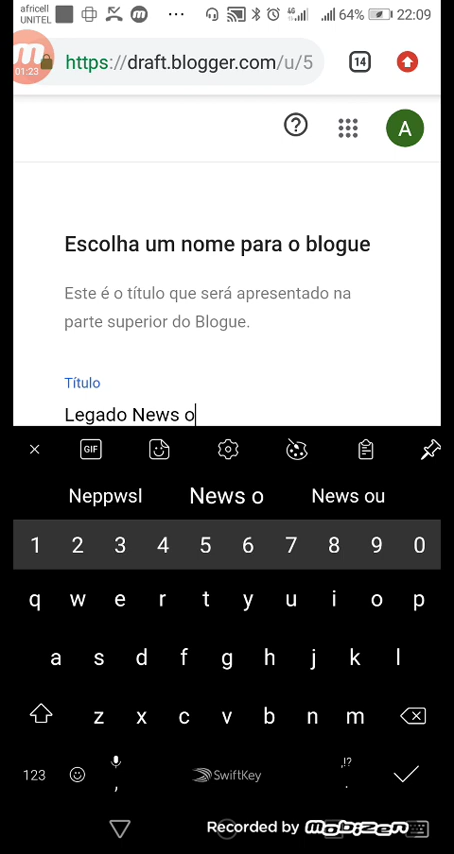 africell
UNITEL
64%
22:09
01:23
https://draft.blogger.com/u/5
14
A
Escolha um nome para o blogue
Este é o título que será apresentado na
parte superior do Blogue.
Título
Legado News o
GIF
Neppwsl News o News ou
1 2 3 4 5 6 7 8 9 0
q w e r t y u i o p
a s d f g h j k l
z x c v b n m
123 , SwiftKey ,!? .
Recorded by mobizen